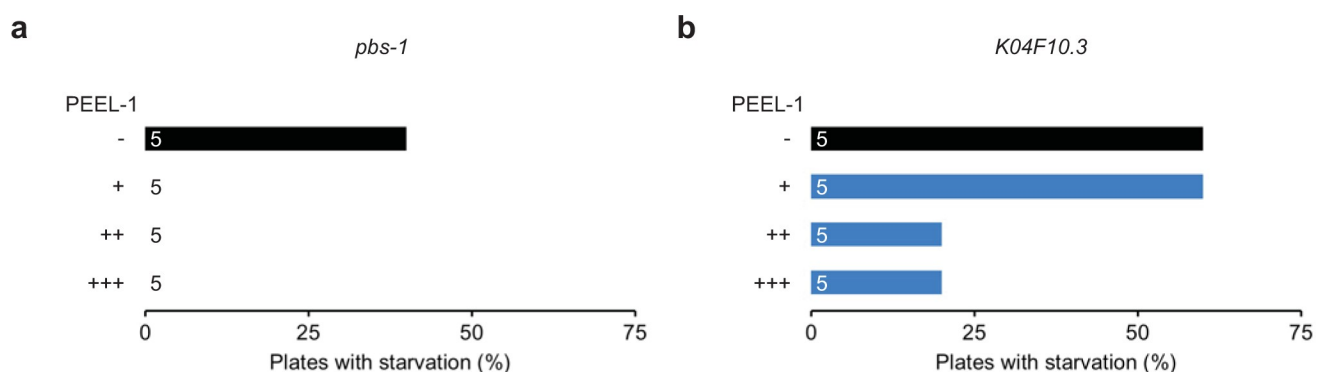 a
pbs-1
PEEL-1
- 5
+ 5
++ 5
+++ 5
0 25 50 75
Plates with starvation (%)
b
K04F10.3
PEEL-1
- 5
+ 5
++ 5
+++ 5
0 25 50 75
Plates with starvation (%)